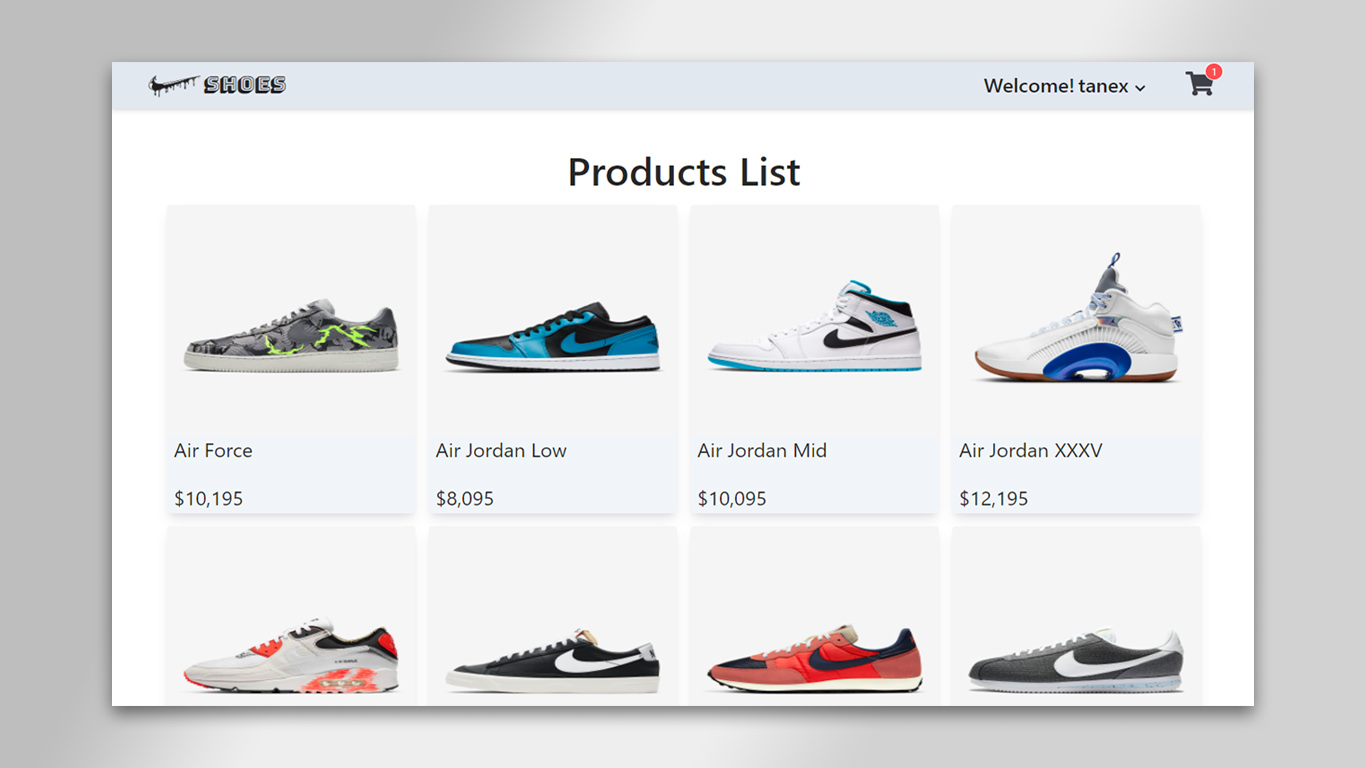 SHOES
Welcome! tanex
1
Products List
Air Force
Air Jordan Low
Air Jordan Mid
Air Jordan XXXV
$10,195
$8,095
$10,095
$12,195